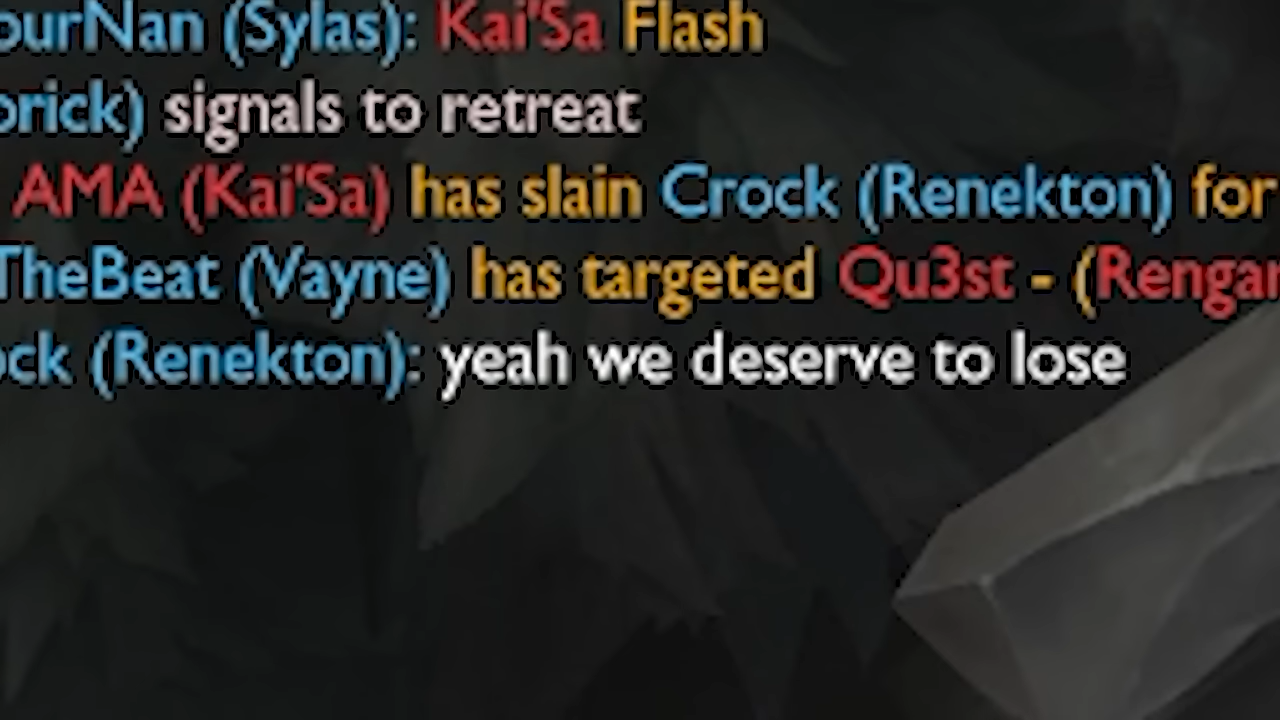 ourNan (Sylas): Kai'Sa Flash
orick) signals to retreat
AMA (Kai'Sa) has slain Crock (Renekton) for
TheBeat (Vayne) has targeted Qu3st - (Rengar
ock (Renekton): yeah we deserve to lose